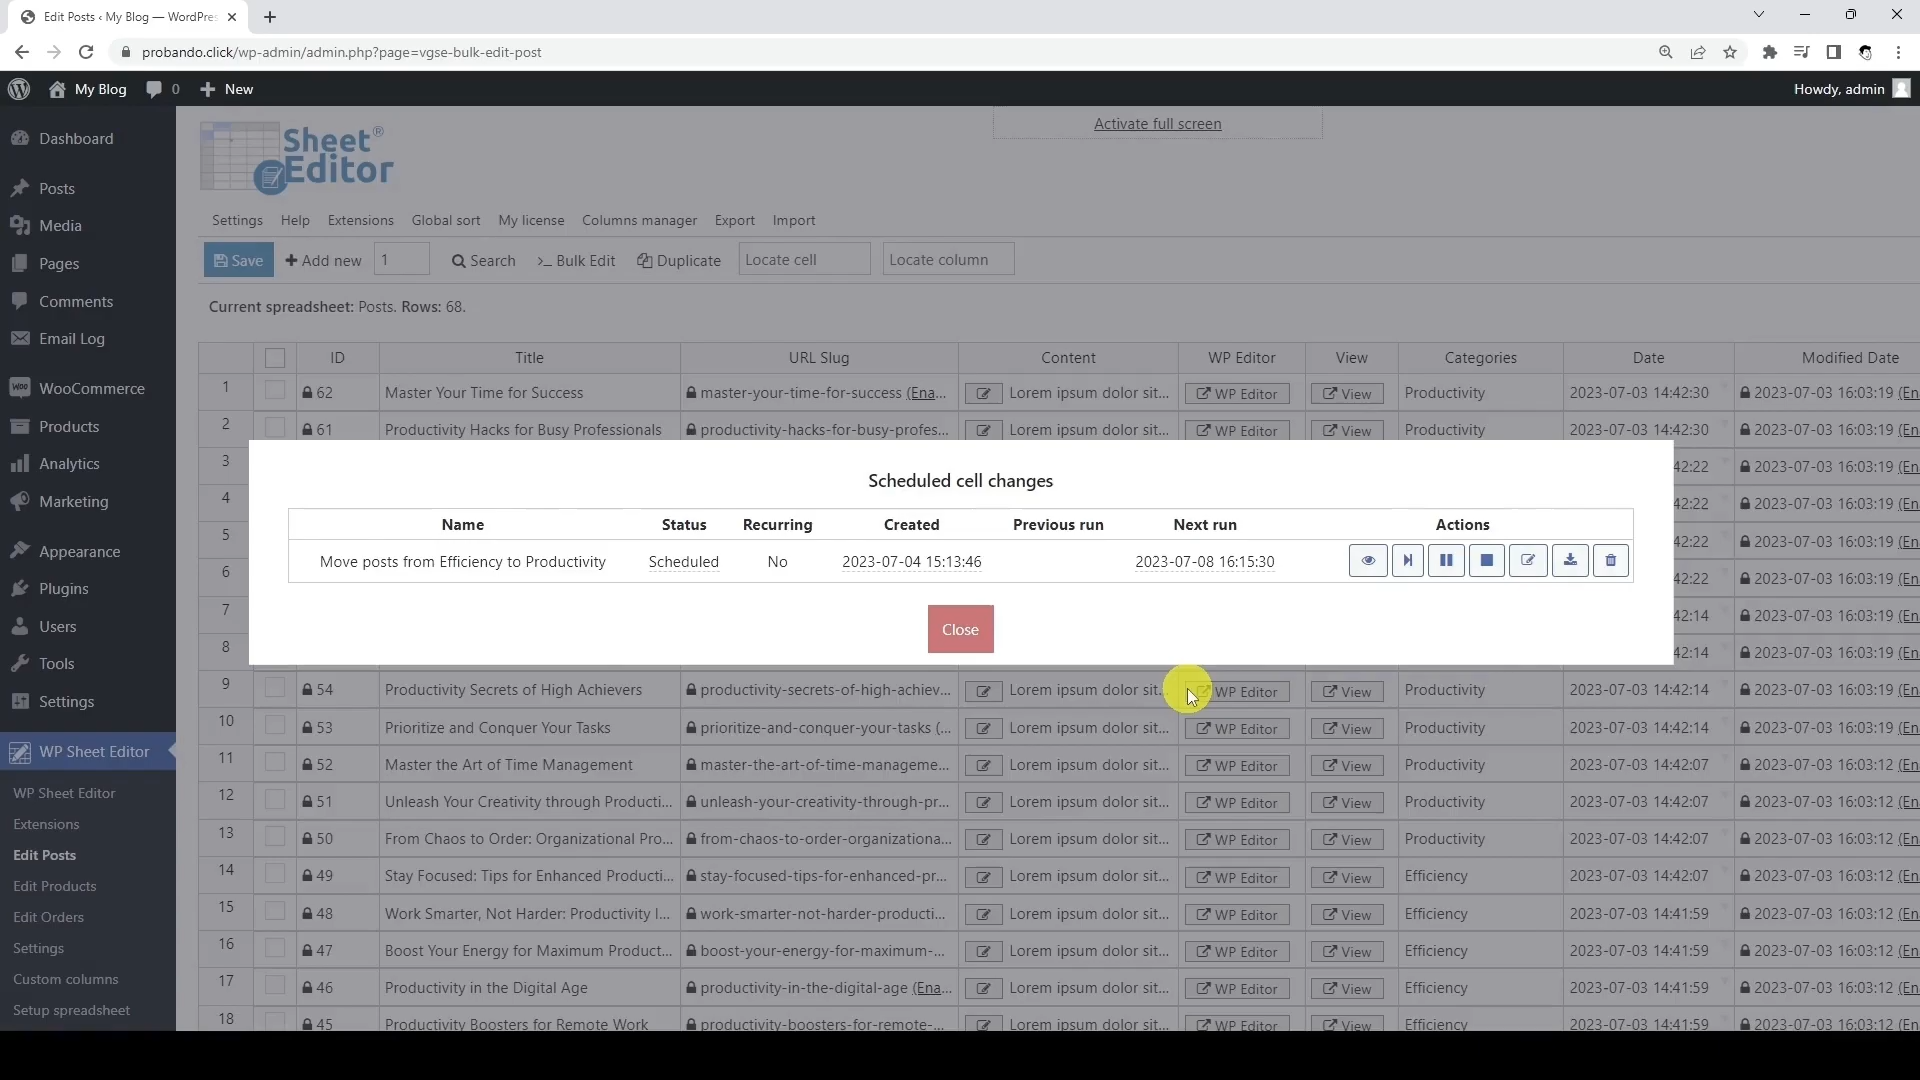 Edit Posts ‹ My Blog — WordPres
probando.click/wp-admin/admin.php?page=vgse-bulk-edit-post
My Blog 0 New Howdy, admin
Activate full screen
Sheet®
Editor
Dashboard
Posts
Media
Pages
Comments
Email Log
WooCommerce
Products
Analytics
Marketing
Appearance
Plugins
Users
Tools
Settings
WP Sheet Editor
WP Sheet Editor
Extensions
Edit Posts
Edit Products
Edit Orders
Settings
Custom columns
Setup spreadsheet
Settings Help Extensions Global sort My license Columns manager Export Import
Save Add new 1 Search Bulk Edit Duplicate Locate cell Locate column
Current spreadsheet: Posts. Rows: 68.
ID Title URL Slug Content WP Editor View Categories Date Modified Date
1 62 Master Your Time for Success master-your-time-for-success (Ena... Lorem ipsum dolor sit... WP Editor View Productivity 2023-07-03 14:42:30 2023-07-03 16:03:19 (En
2 61 Productivity Hacks for Busy Professionals productivity-hacks-for-busy-profes... Lorem ipsum dolor sit... WP Editor View Productivity 2023-07-03 14:42:30 2023-07-03 16:03:19 (En
3 42:22 2023-07-03 16:03:19 (En
4 42:22 2023-07-03 16:03:19 (En
5 42:22 2023-07-03 16:03:19 (En
6 42:22 2023-07-03 16:03:19 (En
7 42:14 2023-07-03 16:03:19 (En
8 42:14 2023-07-03 16:03:19 (En
Scheduled cell changes
Name Status Recurring Created Previous run Next run Actions
Move posts from Efficiency to Productivity Scheduled No 2023-07-04 15:13:46 2023-07-08 16:15:30
Close
9 54 Productivity Secrets of High Achievers productivity-secrets-of-high-achiev... Lorem ipsum dolor sit... WP Editor View Productivity 2023-07-03 14:42:14 2023-07-03 16:03:19 (En
10 53 Prioritize and Conquer Your Tasks prioritize-and-conquer-your-tasks (... Lorem ipsum dolor sit... WP Editor View Productivity 2023-07-03 14:42:14 2023-07-03 16:03:19 (En
11 52 Master the Art of Time Management master-the-art-of-time-manageme... Lorem ipsum dolor sit... WP Editor View Productivity 2023-07-03 14:42:07 2023-07-03 16:03:12 (En
12 51 Unleash Your Creativity through Producti... unleash-your-creativity-through-pr... Lorem ipsum dolor sit... WP Editor View Productivity 2023-07-03 14:42:07 2023-07-03 16:03:12 (En
13 50 From Chaos to Order: Organizational Pro... from-chaos-to-order-organizationa... Lorem ipsum dolor sit... WP Editor View Productivity 2023-07-03 14:42:07 2023-07-03 16:03:12 (En
14 49 Stay Focused: Tips for Enhanced Producti... stay-focused-tips-for-enhanced-pr... Lorem ipsum dolor sit... WP Editor View Efficiency 2023-07-03 14:42:07 2023-07-03 16:03:12 (En
15 48 Work Smarter, Not Harder: Productivity I... work-smarter-not-harder-producti... Lorem ipsum dolor sit... WP Editor View Efficiency 2023-07-03 14:41:59 2023-07-03 16:03:12 (En
16 47 Boost Your Energy for Maximum Product... boost-your-energy-for-maximum-... Lorem ipsum dolor sit... WP Editor View Efficiency 2023-07-03 14:41:59 2023-07-03 16:03:12 (En
17 46 Productivity in the Digital Age productivity-in-the-digital-age (Ena... Lorem ipsum dolor sit... WP Editor View Efficiency 2023-07-03 14:41:59 2023-07-03 16:03:12 (En
18 45 Productivity Boosters for Remote Work productivity-boosters-for-remote-... Lorem ipsum dolor sit... WP Editor View Efficiency 2023-07-03 14:41:59 2023-07-03 16:03:12 (En